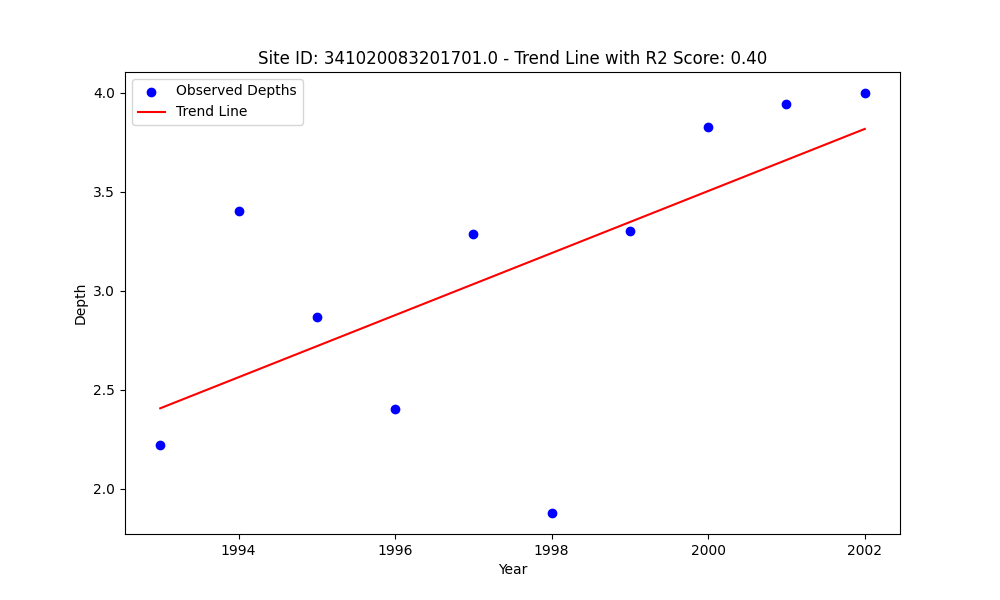 Site ID: 341020083201701.0 - Trend Line with R2 Score: 0.40
Observed Depths
Trend Line
4.0
3.5
3.0
2.5
2.0
Depth
1994
1996
1998
2000
2002
Year